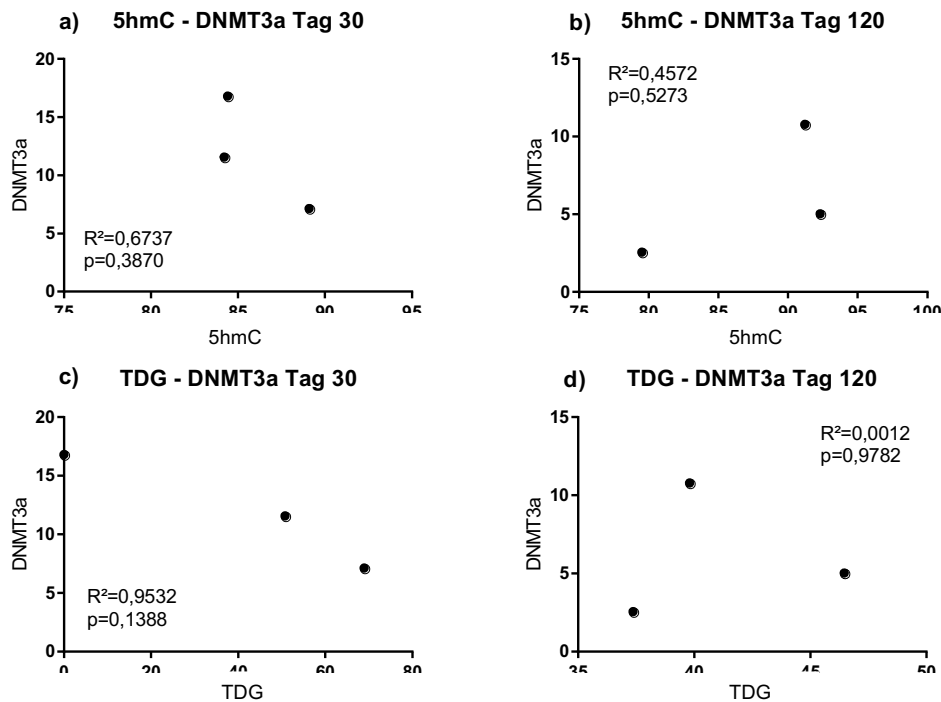 a) 5hmC - DNMT3a Tag 30
20
15
10
5
0
DNMT3a
R²=0,6737
p=0,3870
75 80 85 90 95
5hmC
b) 5hmC - DNMT3a Tag 120
15
10
5
0
DNMT3a
R²=0,4572
p=0,5273
75 80 85 90 95 100
5hmC
c) TDG - DNMT3a Tag 30
20
15
10
5
0
DNMT3a
R²=0,9532
p=0,1388
0 20 40 60 80
TDG
d) TDG - DNMT3a Tag 120
15
10
5
0
DNMT3a
R²=0,0012
p=0,9782
35 40 45 50
TDG